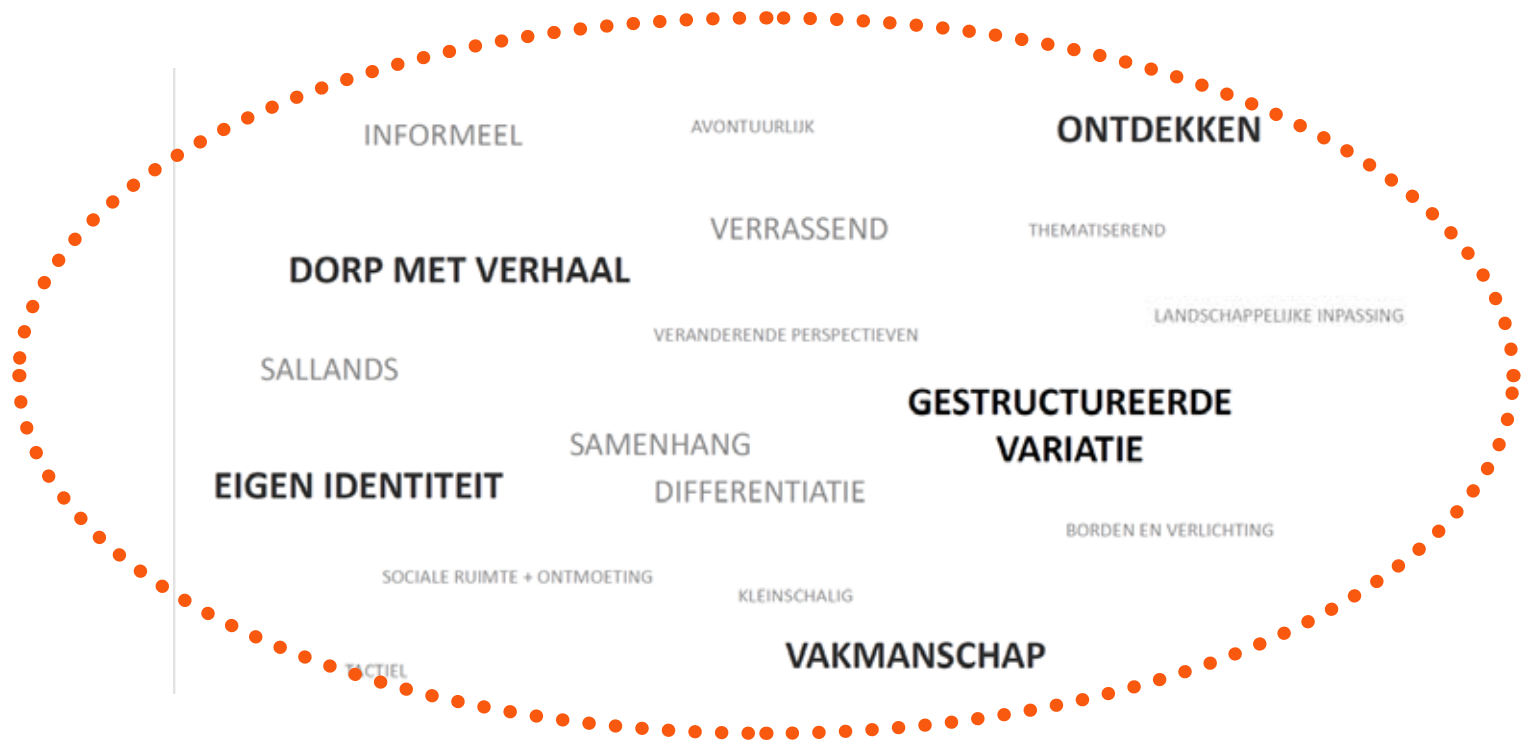 INFORMEEL
AVONTUURLIJK
ONTDEKKEN
VERRASSEND
THEMATISEREND
DORP MET VERHAAL
LANDSCHAPPELIJKE INPASSING
VERANDERENDE PERSPECTIEVEN
SALLANDS
GESTRUCTUREERDE
VARIATIE
SAMENHANG
EIGEN IDENTITEIT
DIFFERENTIATIE
BORDEN EN VERLICHTING
SOCIALE RUIMTE + ONTMOETING
KLEINSCHALIG
VAKMANSCHAP
TACTIEL